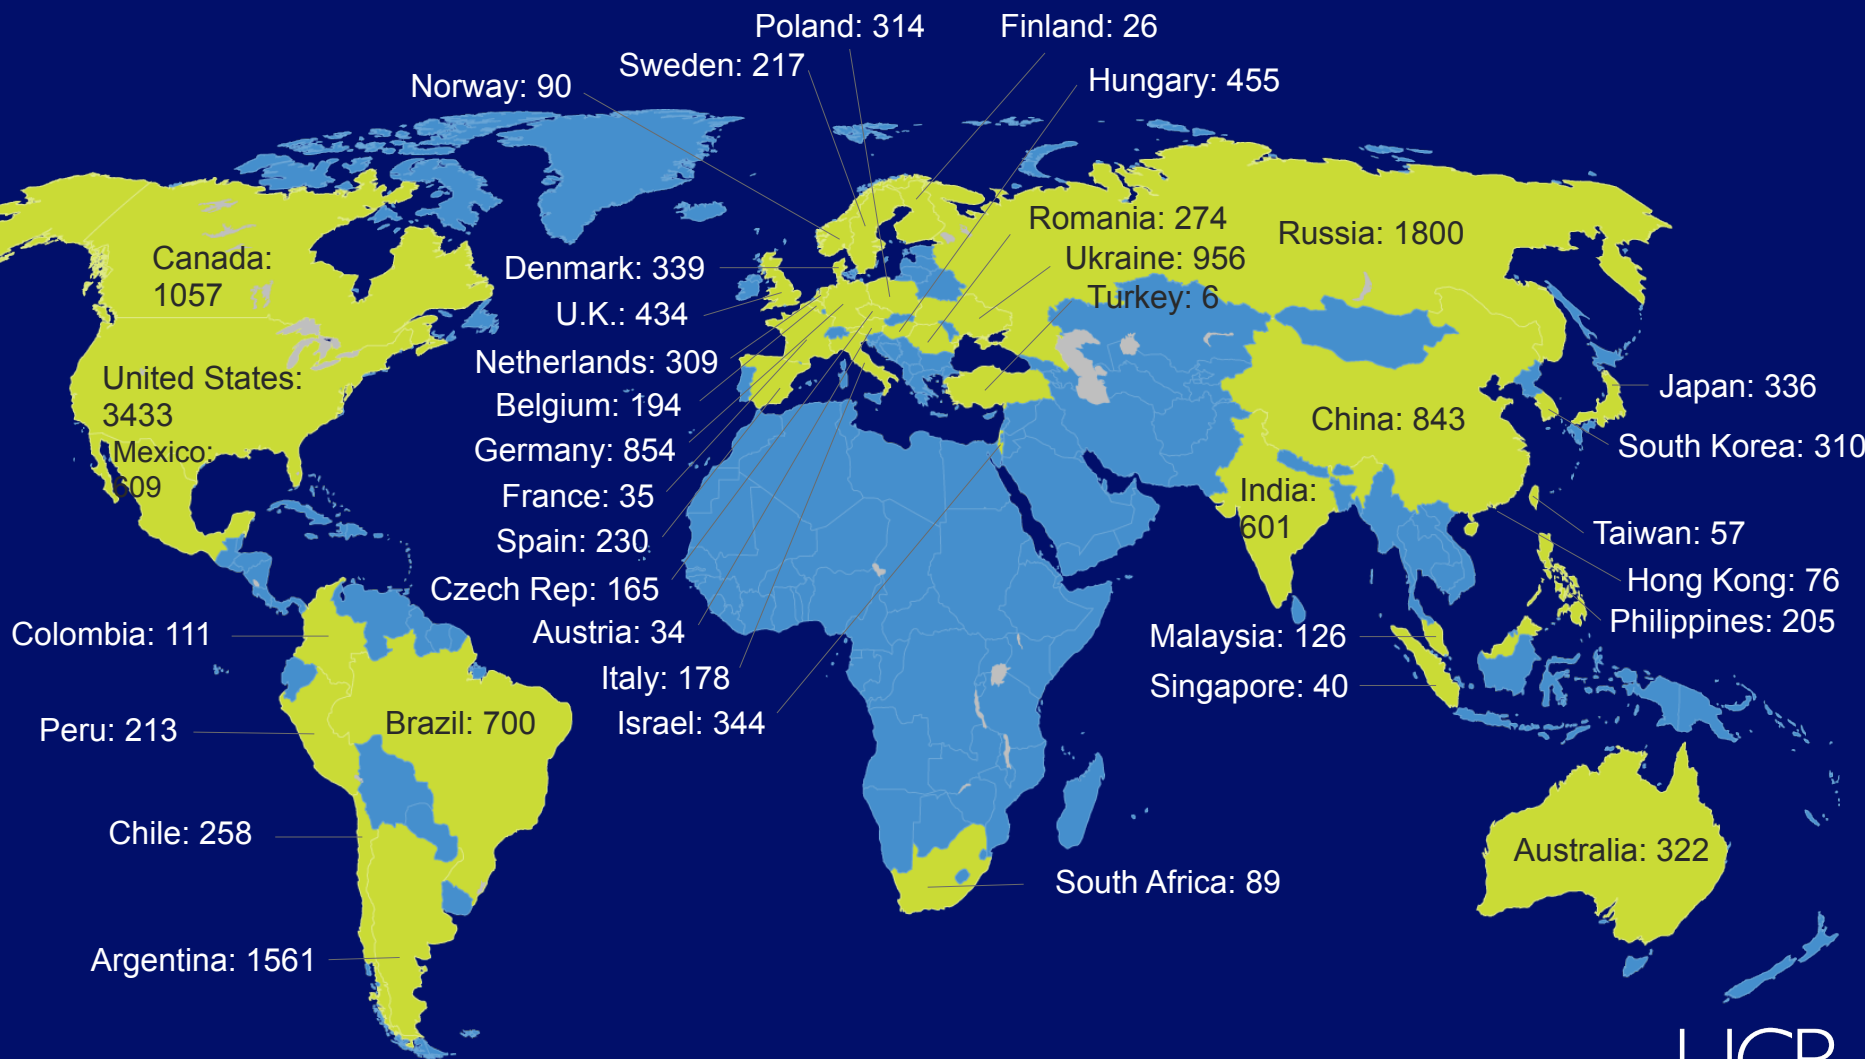 Poland: 314
Finland: 26
Sweden: 217
Hungary: 455
Norway: 90
Romania: 274
Russia: 1800
Canada:
1057
Denmark: 339
Ukraine: 956
Turkey: 6
U.K.: 434
Netherlands: 309
United States:
3433
Belgium: 194
Japan: 336
China: 843
Mexico:
609
Germany: 854
South Korea: 310
France: 35
India:
601
Spain: 230
Taiwan: 57
Czech Rep: 165
Hong Kong: 76
Philippines: 205
Colombia: 111
Austria: 34
Malaysia: 126
Italy: 178
Singapore: 40
Peru: 213
Brazil: 700
Israel: 344
Chile: 258
Australia: 322
South Africa: 89
Argentina: 1561